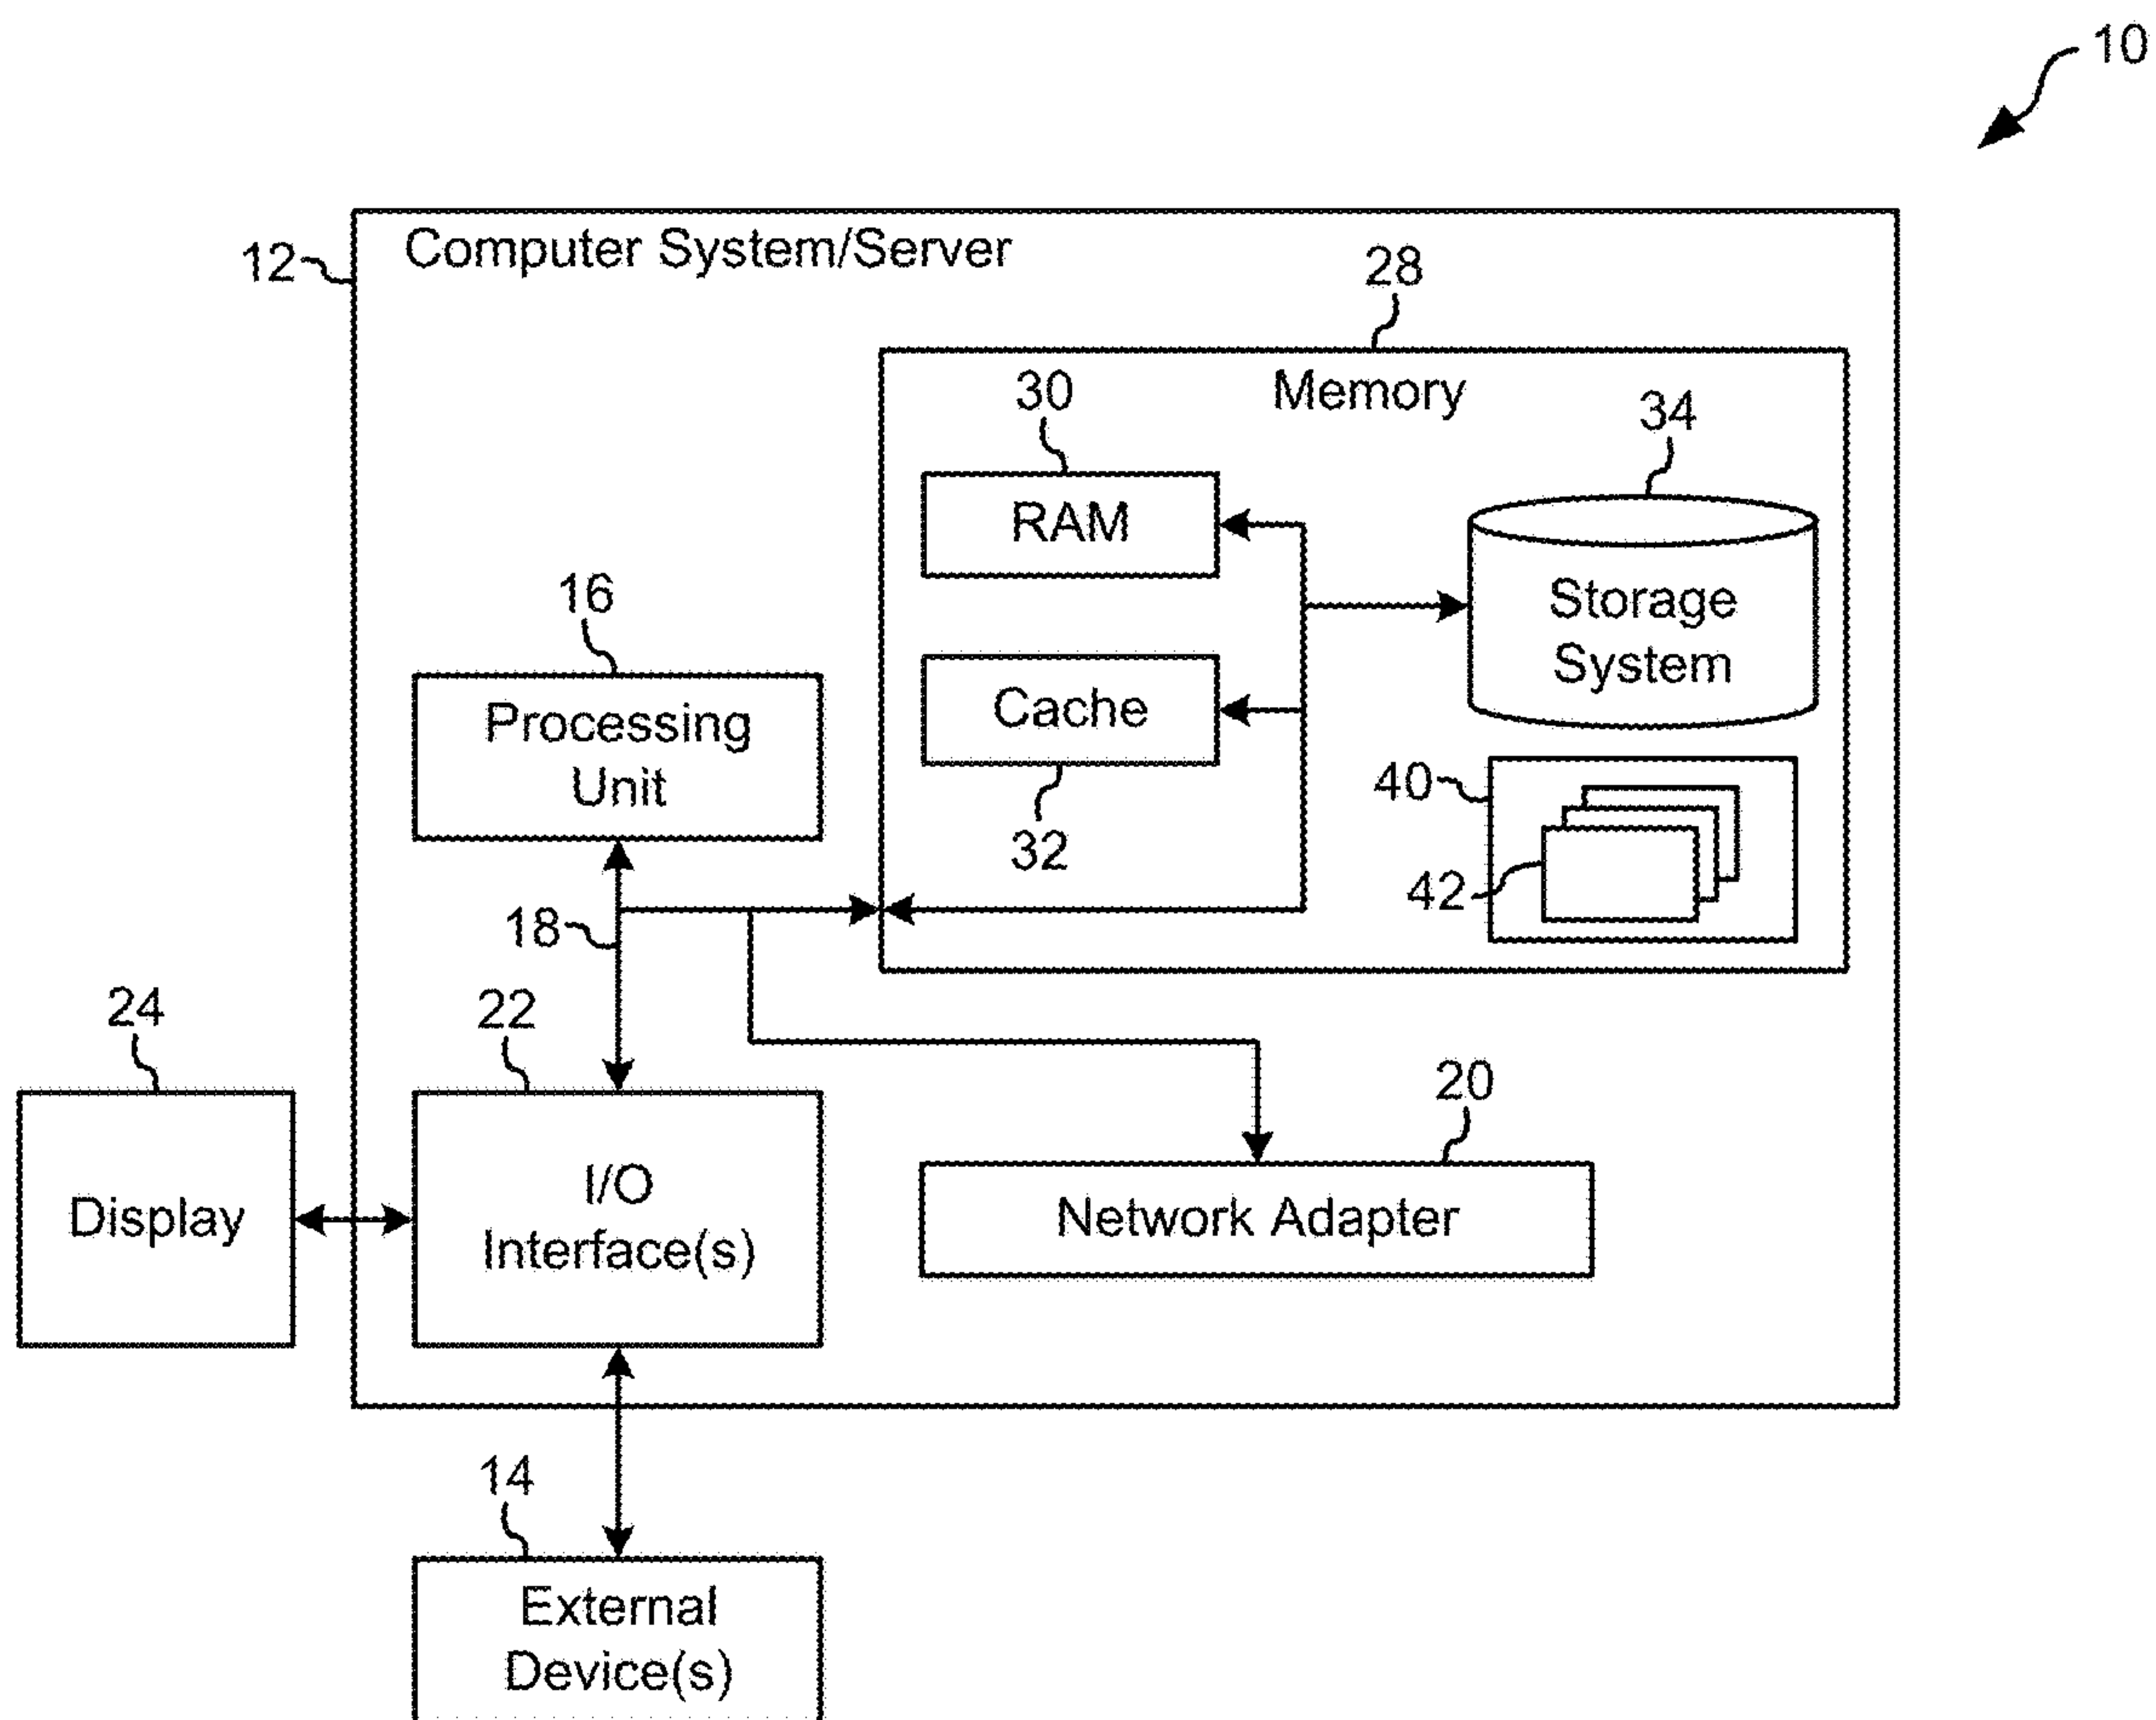 10
12
Computer System/Server
28
Memory
30
34
RAM
Storage
System
16
Processing
Unit
Cache
32
40
42
18
24
22
20
Display
I/O
Interface(s)
Network Adapter
14
External
Device(s)